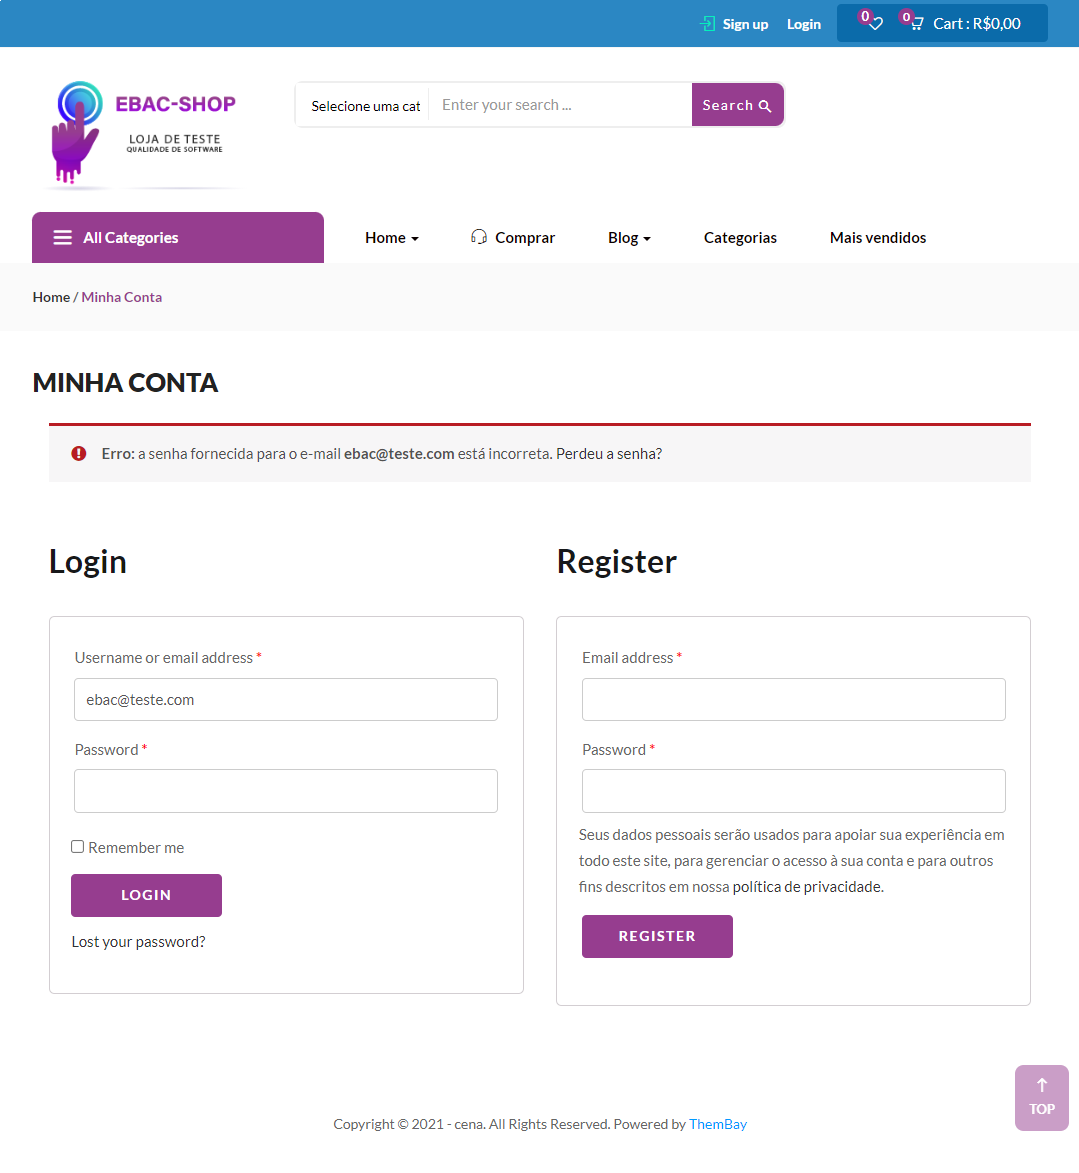 Sign up Login 0 0 Cart : R$0,00
EBAC-SHOP
LOJA DE TESTE
QUALIDADE DE SOFTWARE
Selecione uma cat Enter your search ... Search
All Categories Home Comprar Blog Categorias Mais vendidos
Home / Minha Conta
MINHA CONTA
Erro: a senha fornecida para o e-mail ebac@teste.com está incorreta. Perdeu a senha?
Login
Username or email address *
ebac@teste.com
Password *
Remember me
LOGIN
Lost your password?
Register
Email address *
Password *
Seus dados pessoais serão usados para apoiar sua experiência em
todo este site, para gerenciar o acesso à sua conta e para outros
fins descritos em nossa política de privacidade.
REGISTER
TOP
Copyright © 2021 - cena. All Rights Reserved. Powered by ThemBay